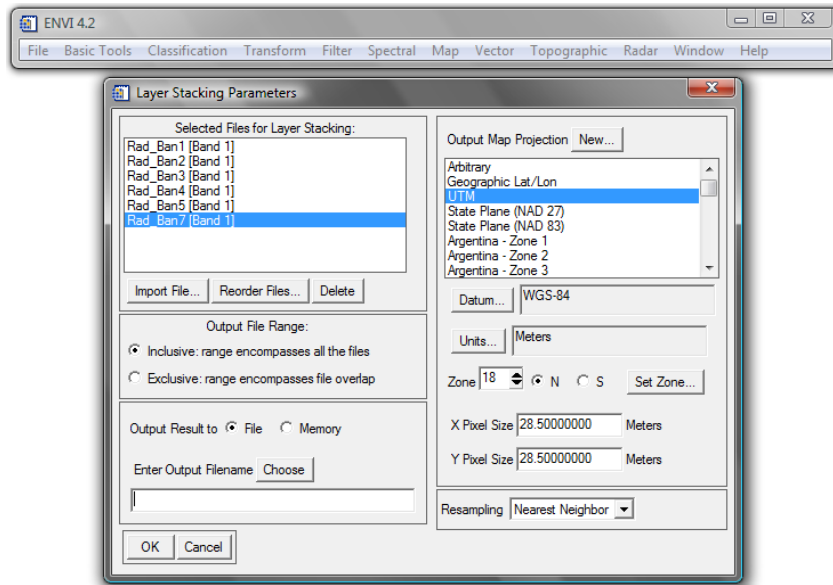 ENVI 4.2
File Basic Tools Classification Transform Filter Spectral Map Vector Topographic Radar Window Help
Layer Stacking Parameters
Selected Files for Layer Stacking:
Rad_Ban1 [Band 1]
Rad_Ban2 [Band 1]
Rad_Ban3 [Band 1]
Rad_Ban4 [Band 1]
Rad_Ban5 [Band 1]
Rad_Ban7 [Band 1]
Import File... Reorder Files... Delete
Output File Range:
Inclusive: range encompasses all the files
Exclusive: range encompasses file overlap
Output Result to File Memory
Enter Output Filename Choose
OK Cancel
Output Map Projection New...
Arbitrary
Geographic Lat/Lon
UTM
State Plane (NAD 27)
State Plane (NAD 83)
Argentina - Zone 1
Argentina - Zone 2
Argentina - Zone 3
Datum... WGS-84
Units... Meters
Zone 18 N S Set Zone...
X Pixel Size 28.50000000 Meters
Y Pixel Size 28.50000000 Meters
Resampling Nearest Neighbor